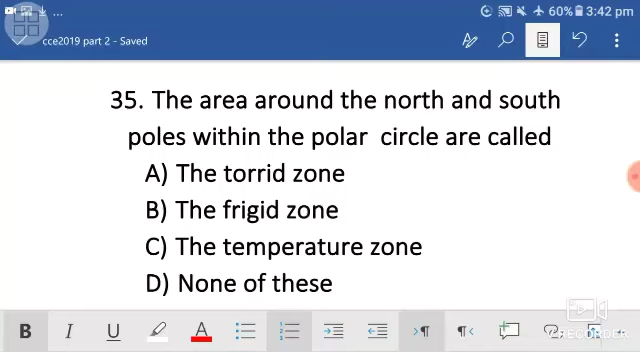 60% 3:42 pm
cce2019 part 2 - Saved
35. The area around the north and south
poles within the polar circle are called
A) The torrid zone
B) The frigid zone
C) The temperature zone
D) None of these
B I U A
RECORDER